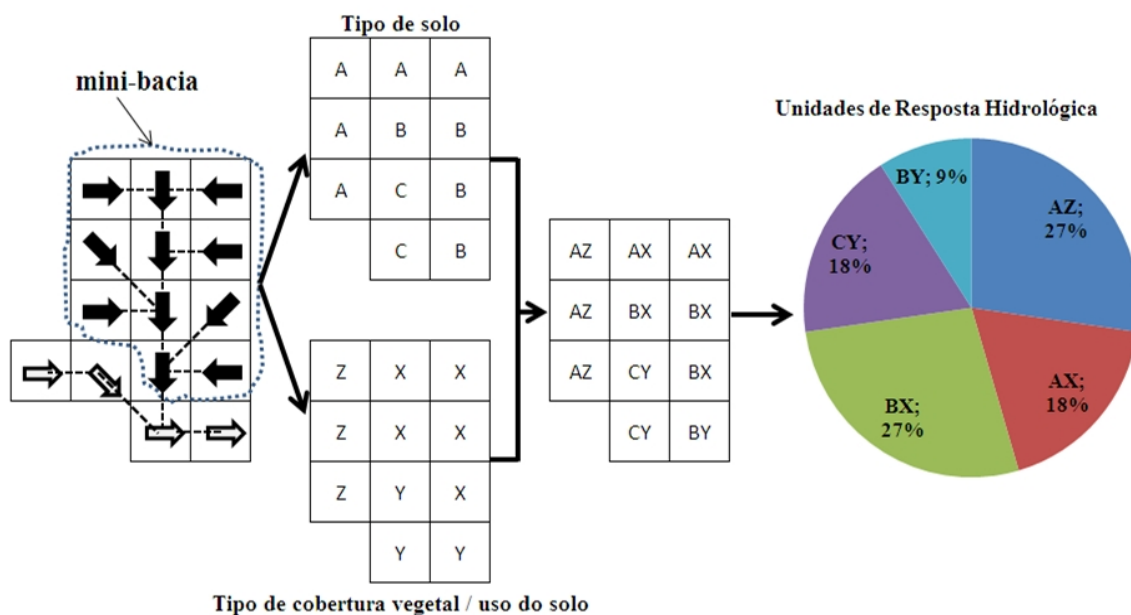 Tipo de solo
mini-bacia
A A A
A B B
A C B
C B
Z X X
Z X X
Z Y X
Y Y
Tipo de cobertura vegetal / uso do solo
AZ AX AX
AZ BX BX
AZ CY BX
CY BY
Unidades de Resposta Hidrológica
BY; 9%
AZ;
27%
CY;
18%
AX;
18%
BX;
27%